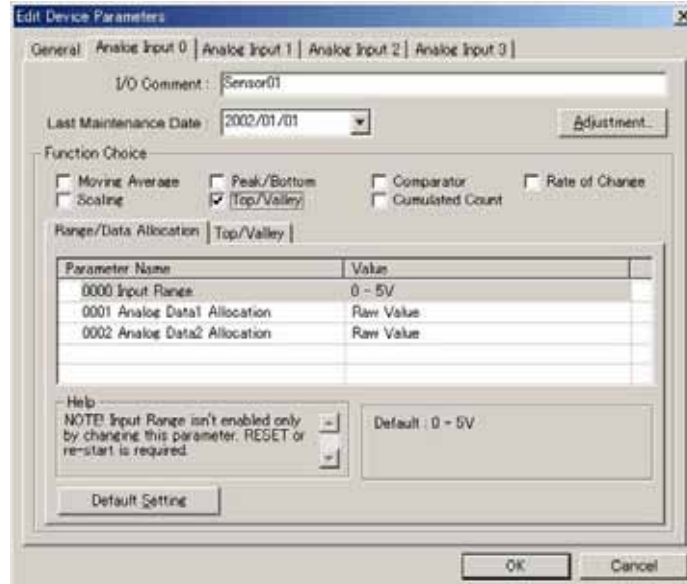 Edit Device Parameters
General Analog Input 0 Analog Input 1 Analog Input 2 Analog Input 3
I/O Comment : Sensor01
Last Maintenance Date : 2002/01/01 Adjustment...
Function Choice
Moving Average Peak/Bottom Comparator Rate of Change
Scaling Top/Valley Cumulated Count
Range/Data Allocation Top/Valley
Parameter Name Value
0000 Input Range 0 - 5V
0001 Analog Data1 Allocation Raw Value
0002 Analog Data2 Allocation Raw Value
Help
NOTE! Input Range isn't enabled only
by changing this parameter. RESET or
re-start is required.
Default : 0 - 5V
Default Setting
OK Cancel